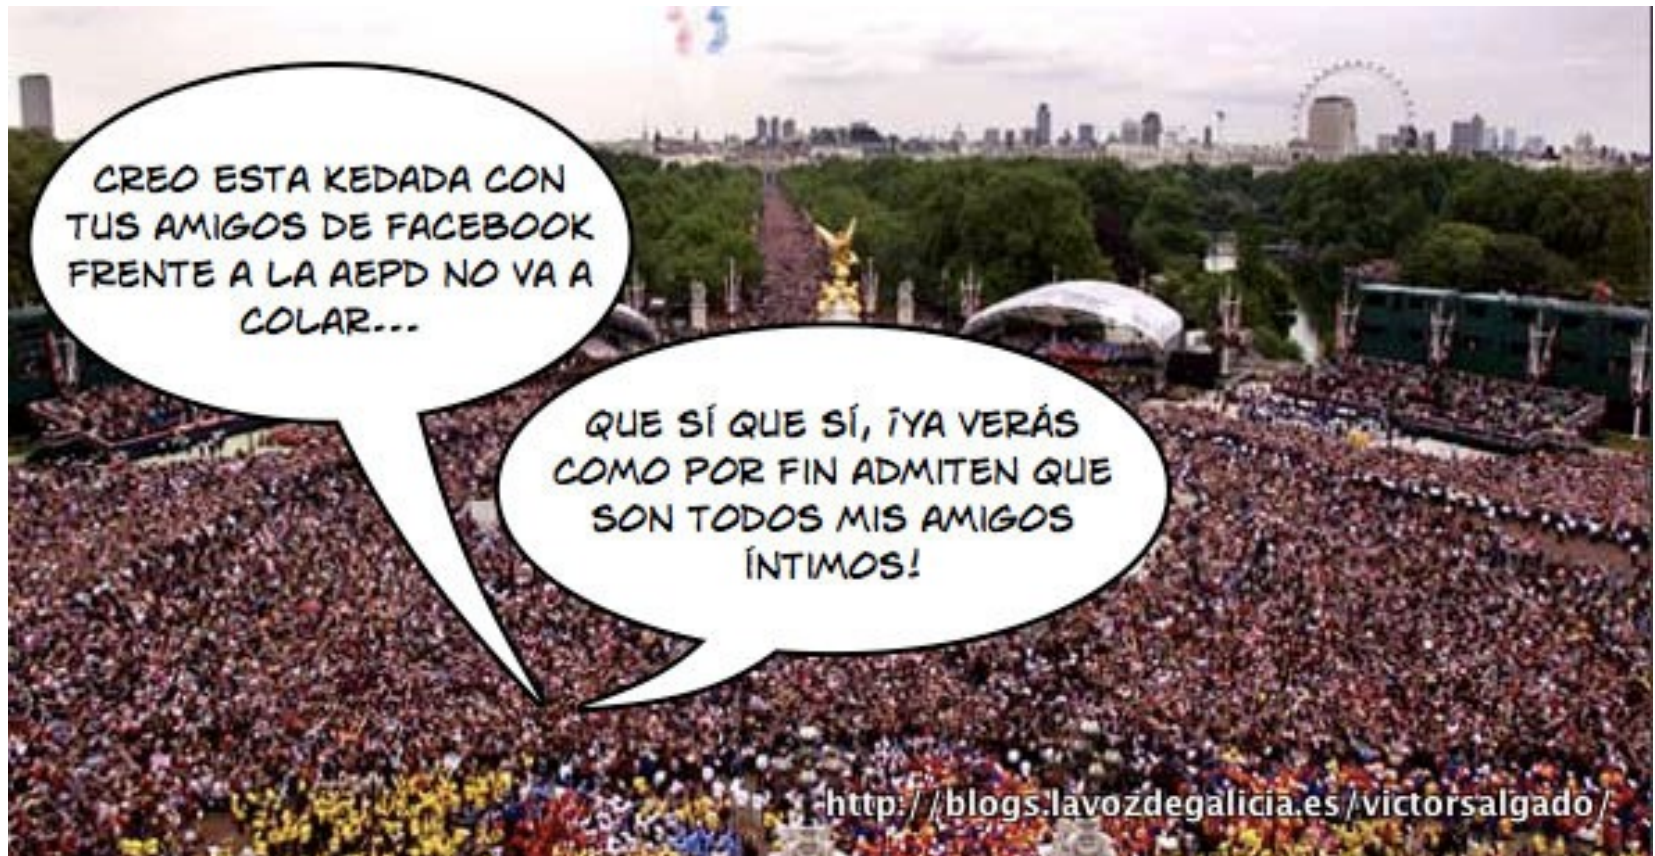 CREO ESTA KEDADA CON
TUS AMIGOS DE FACEBOOK
FRENTE A LA AEPD NO VA A
COLAR...
QUE SÍ QUE SÍ, ¡YA VERÁS
COMO POR FIN ADMITEN QUE
SON TODOS MIS AMIGOS
ÍNTIMOS!
http://blogs.lavozdegalicia.es/victorsalgado/